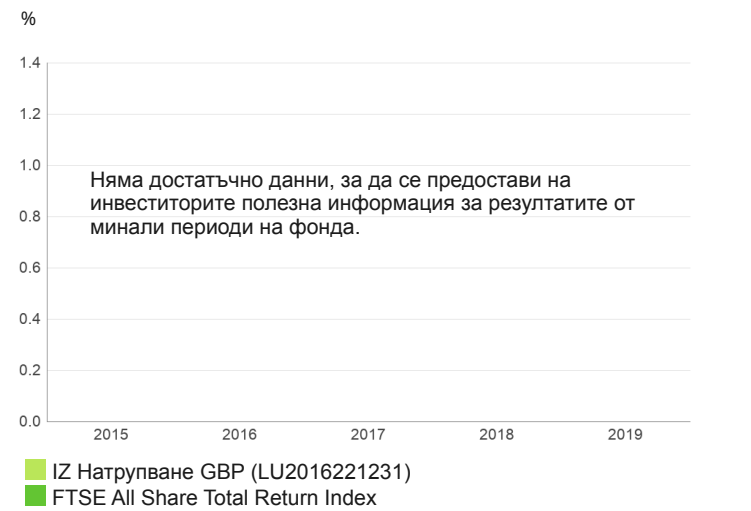 %
1.4
1.2
1.0
Няма достатъчно данни, за да се предостави на
инвеститорите полезна информация за резултатите от
минали периоди на фонда.
0.8
0.6
0.4
0.2
0.0
2015 2016 2017 2018 2019
IZ Натрупване GBP (LU2016221231)
FTSE All Share Total Return Index